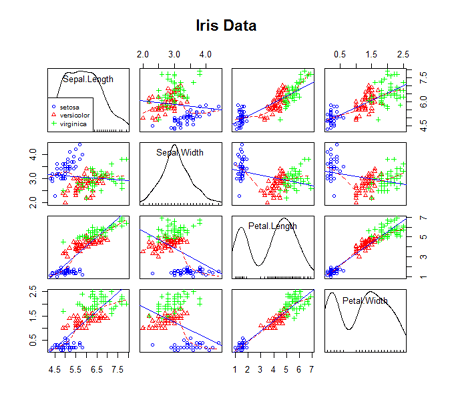 Iris Data
2.0 3.0 4.0
0.5 1.5 2.5
Sepal.Length
setosa
versicolor
virginica
4.5 6.0 7.5
2.0 3.0 4.0
Sepal.Width
Petal.Length
1 3 5 7
0.5 1.5 2.5
Petal.Width
4.5 5.5 6.5 7.5
1 2 3 4 5 6 7